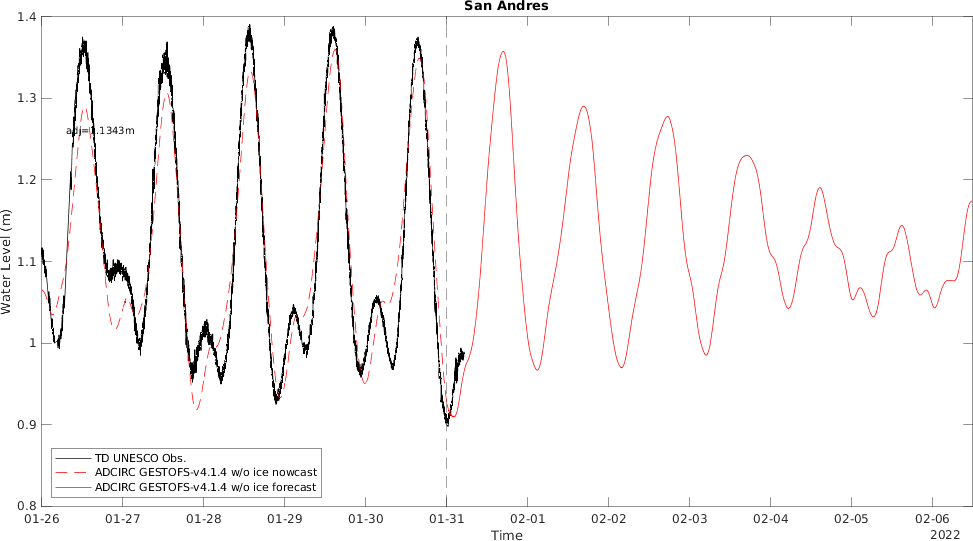 San Andres
1.4
1.3
1.2
1.1
1
0.9
0.8
Water Level (m)
adj=1.1343m
TD UNESCO Obs.
ADCIRC GESTOFS-v4.1.4 w/o ice nowcast
ADCIRC GESTOFS-v4.1.4 w/o ice forecast
01-26 01-27 01-28 01-29 01-30 01-31 02-01 02-02 02-03 02-04 02-05 02-06
Time
2022